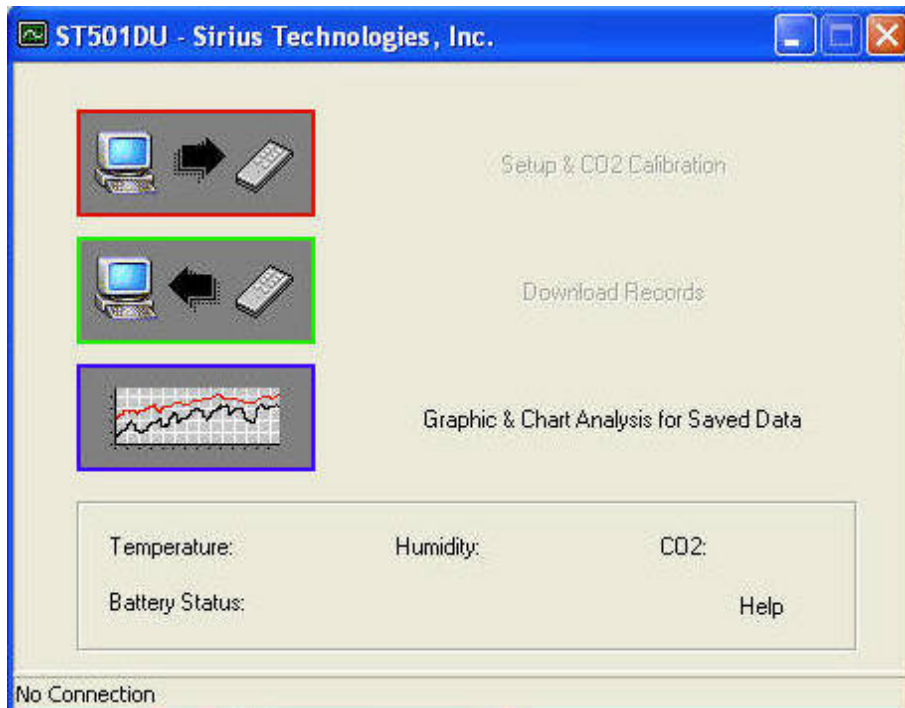 ST501DU - Sirius Technologies, Inc.
Setup & CO2 Calibration
Download Records
Graphic & Chart Analysis for Saved Data
Temperature: Humidity: CO2:
Battery Status: Help
No Connection